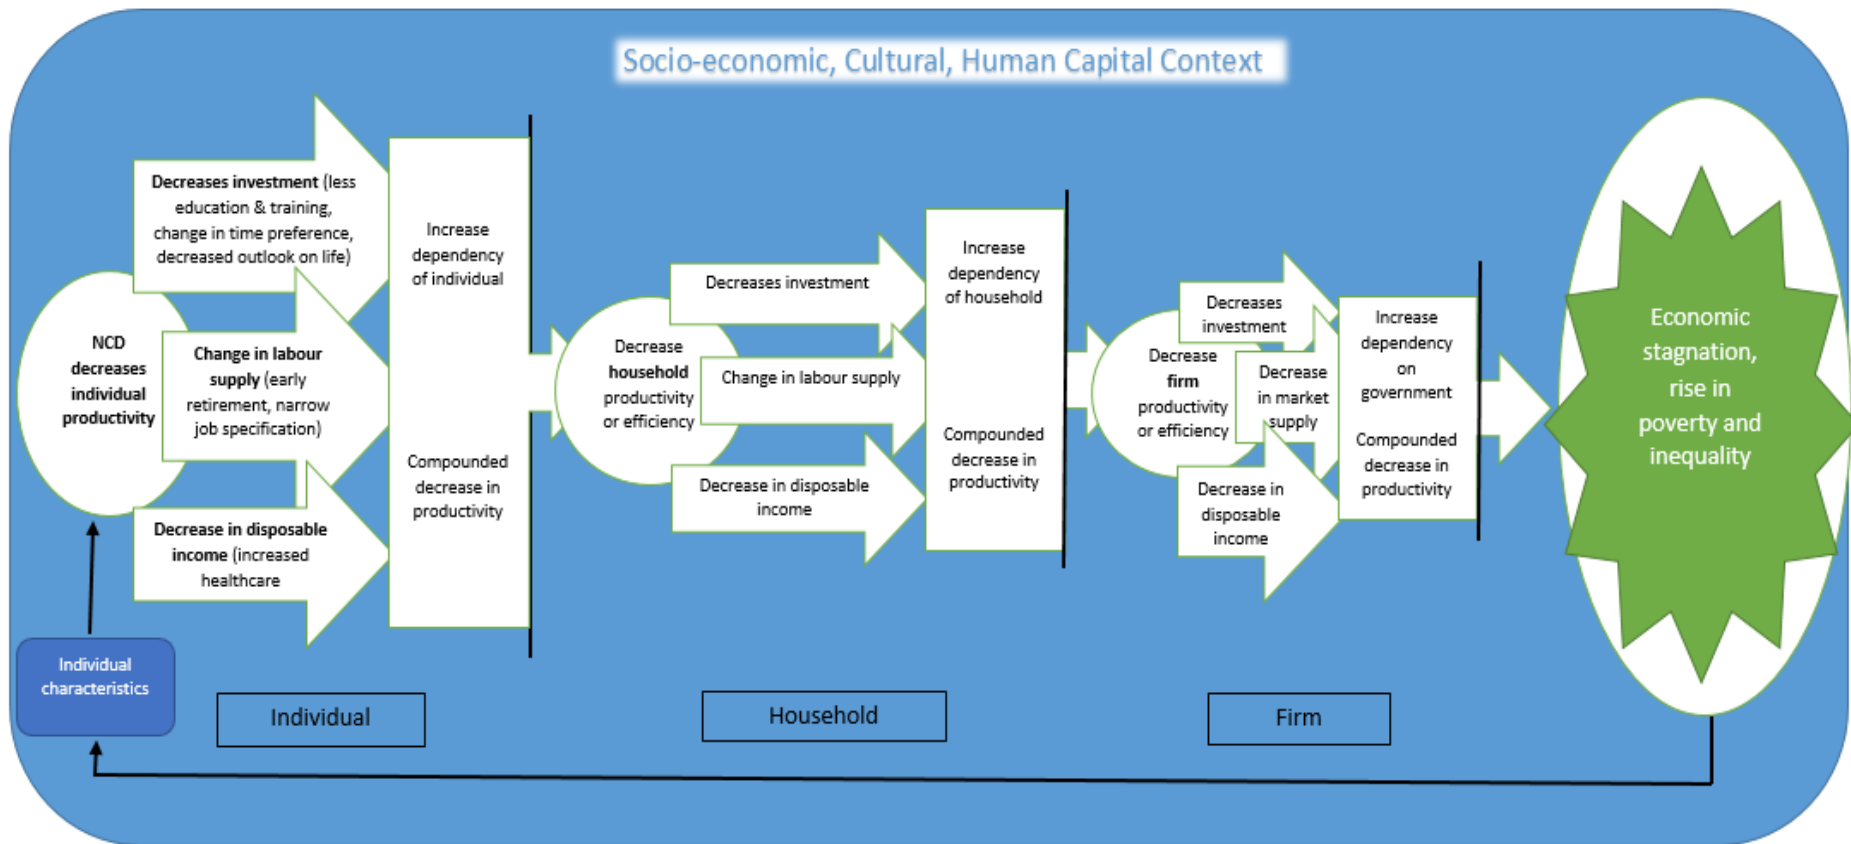 Socio-economic, Cultural, Human Capital Context
NCD
decreases
individual
productivity
Decreases investment (less
education & training,
change in time preference,
decreased outlook on life)
Change in labour
supply (early
retirement, narrow
job specification)
Decrease in disposable
income (increased
healthcare
Increase
dependency
of individual
Compounded
decrease in
productivity
Decrease
household
productivity
or efficiency
Decreases investment
Change in labour supply
Decrease in disposable
income
Increase
dependency
of household
Compounded
decrease in
productivity
Decrease
firm
productivity
or efficiency
Decreases
investment
Decrease
in market
supply
Decrease in
disposable
income
Increase
dependency
on
government
Compounded
decrease in
productivity
Economic
stagnation,
rise in
poverty and
inequality
Individual
characteristics
Individual
Household
Firm